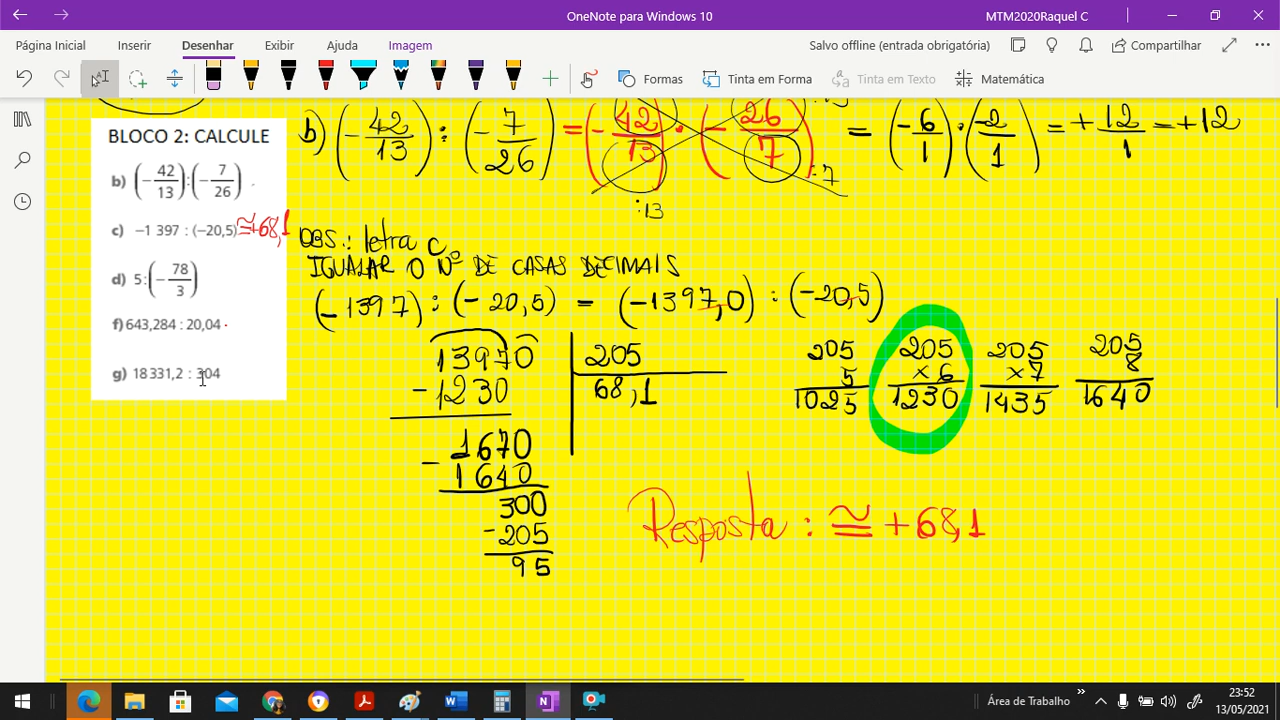 OneNote para Windows 10
MTM2020Raquel C
Página Inicial Inserir Desenhar Exibir Ajuda Imagem
Salvo offline (entrada obrigatória) Compartilhar
Formas Tinta em Forma Tinta em Texto Matemática
BLOCO 2: CALCULE
b) (-42/13):(-7/26)
c) -1 397 : (-20,5) ≅+68,1
d) 5:(-78/3)
f) 643,284 : 20,04
g) 18 331,2 : 304
b) (-42/13) : (-7/26) = (-42/13) · (-26/7) = (-6/1)·(-2/1) = +12/1 = +12
:13
:7
OBS.: letra C
IGUALAR O Nº DE CASAS DECIMAIS
(-1397) : (-20,5) = (-1397,0) : (-20,5)
13970 205
-1230 68,1
1670
-1640
300
-205
95
205 205 205 205
5 ×6 ×7 8
1025 1230 1435 1640
Resposta : ≅ +68,1
Área de Trabalho
23:52
13/05/2021